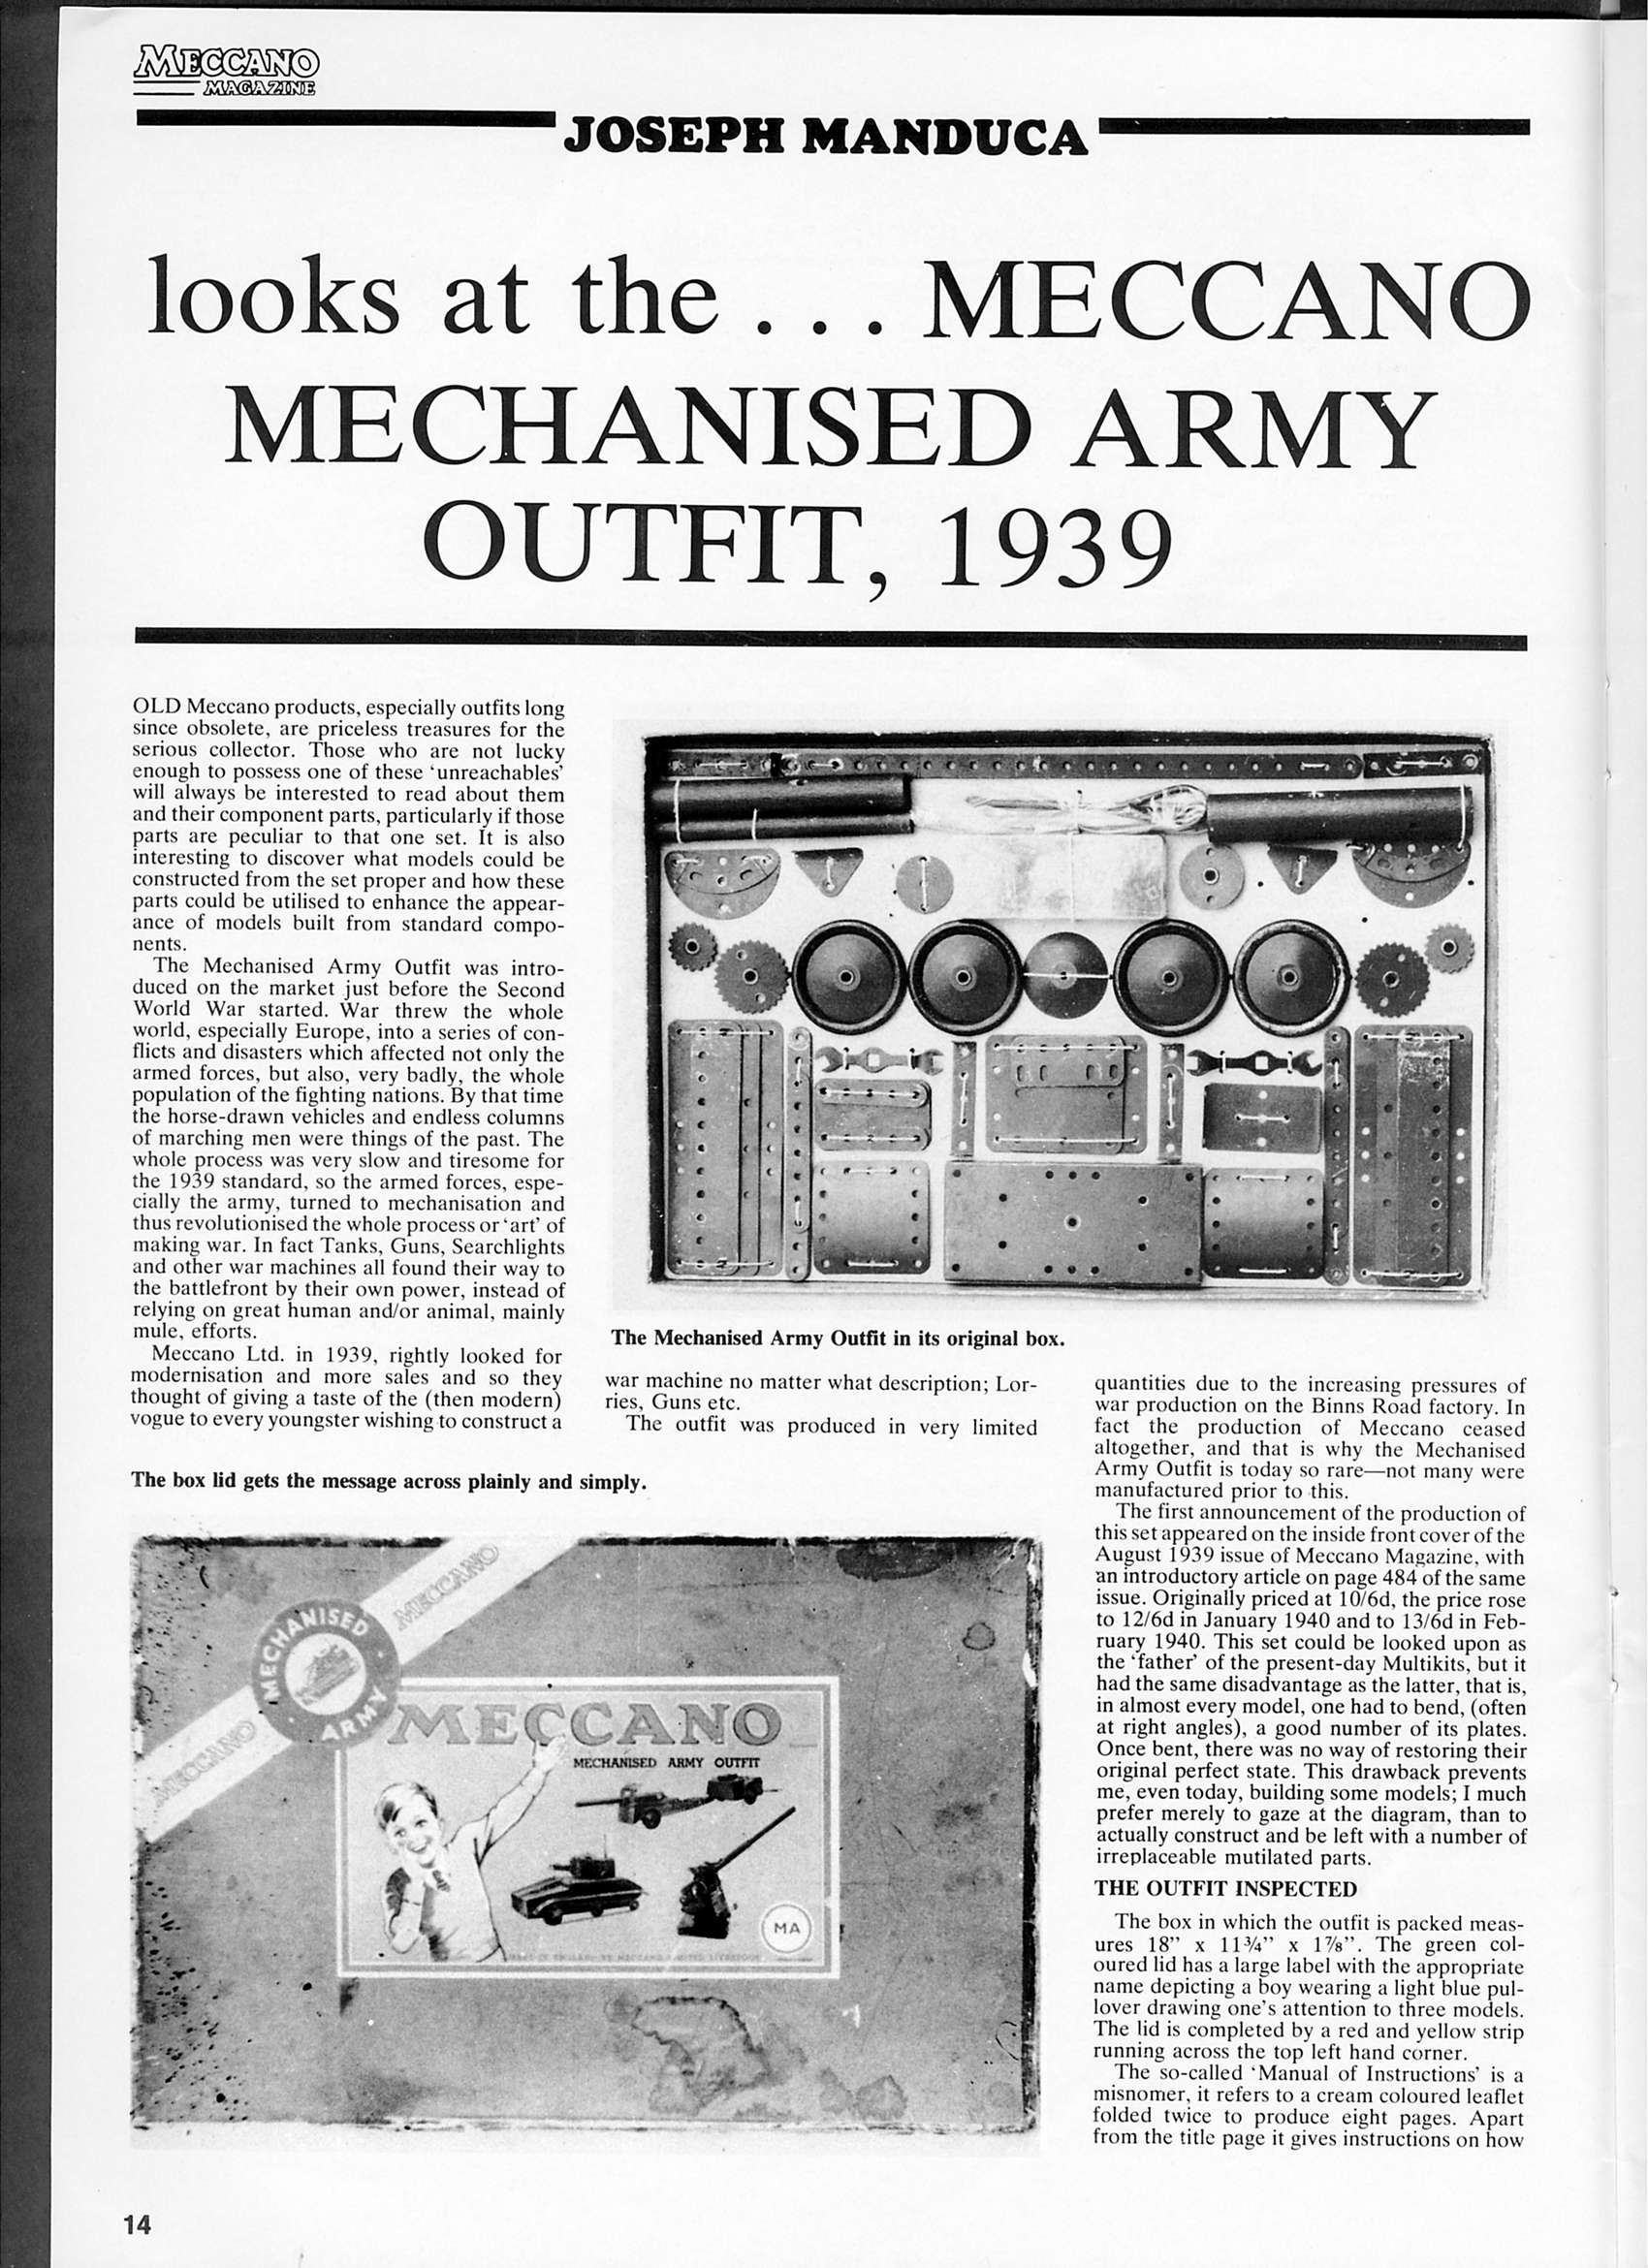 MECCANO
MAGAZINE
JOSEPH MANDUCA
looks at the . . . MECCANO
MECHANISED ARMY
OUTFIT, 1939
OLD Meccano products, especially outfits long
since obsolete, are priceless treasures for the
serious collector. Those who are not lucky
enough to possess one of these ‘unreachables’
will always be interested to read about them
and their component parts, particularly if those
parts are peculiar to that one set. It is also
interesting to discover what models could be
constructed from the set proper and how these
parts could be utilised to enhance the appear-
ance of models built from standard compo-
nents.
The Mechanised Army Outfit was intro-
duced on the market just before the Second
World War started. War threw the whole
world, especially Europe, into a series of con-
flicts and disasters which affected not only the
armed forces, but also, very badly, the whole
population of the fighting nations. By that time
the horse-drawn vehicles and endless columns
of marching men were things of the past. The
whole process was very slow and tiresome for
the 1939 standard, so the armed forces, espe-
cially the army, turned to mechanisation and
thus revolutionised the whole process or ‘art’ of
making war. In fact Tanks, Guns, Searchlights
and other war machines all found their way to
the battlefront by their own power, instead of
relying on great human and/or animal, mainly
mule, efforts.
Meccano Ltd. in 1939, rightly looked for
modernisation and more sales and so they
thought of giving a taste of the (then modern)
vogue to every youngster wishing to construct a
The Mechanised Army Outfit in its original box.
war machine no matter what description; Lor-
ries, Guns etc.
The outfit was produced in very limited
quantities due to the increasing pressures of
war production on the Binns Road factory. In
fact the production of Meccano ceased
altogether, and that is why the Mechanised
Army Outfit is today so rare—not many were
manufactured prior to this.
The first announcement of the production of
this set appeared on the inside front cover of the
August 1939 issue of Meccano Magazine, with
an introductory article on page 484 of the same
issue. Originally priced at 10/6d, the price rose
to 12/6d in January 1940 and to 13/6d in Feb-
ruary 1940. This set could be looked upon as
the ‘father’ of the present-day Multikits, but it
had the same disadvantage as the latter, that is,
in almost every model, one had to bend, (often
at right angles), a good number of its plates.
Once bent, there was no way of restoring their
original perfect state. This drawback prevents
me, even today, building some models; I much
prefer merely to gaze at the diagram, than to
actually construct and be left with a number of
irreplaceable mutilated parts.
THE OUTFIT INSPECTED
The box in which the outfit is packed meas-
ures 18” x 11¾” x 1⅞”. The green col-
oured lid has a large label with the appropriate
name depicting a boy wearing a light blue pul-
lover drawing one’s attention to three models.
The lid is completed by a red and yellow strip
running across the top left hand corner.
The so-called ‘Manual of Instructions’ is a
misnomer, it refers to a cream coloured leaflet
folded twice to produce eight pages. Apart
from the title page it gives instructions on how
The box lid gets the message across plainly and simply.
MECCANO
MECHANISED
ARMY
MECCANO
MECCANO
MECHANISED ARMY OUTFIT
MA
14